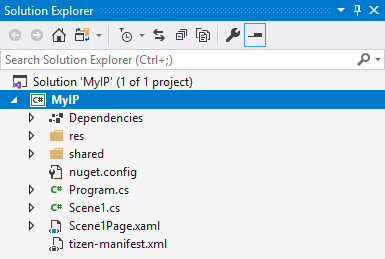 Solution Explorer
Search Solution Explorer (Ctrl+;)
Solution 'MyIP' (1 of 1 project)
C# MyIP
Dependencies
res
shared
nuget.config
C# Program.cs
C# Scene1.cs
Scene1Page.xaml
tizen-manifest.xml